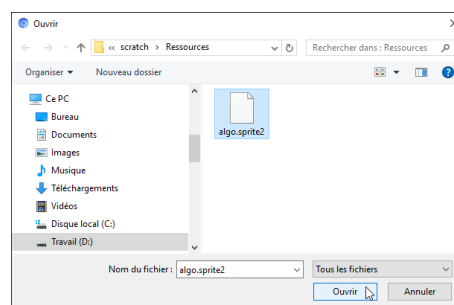 Ouvrir
« scratch > Ressources
Rechercher dans : Ressources
Organiser
Nouveau dossier
Ce PC
Bureau
Documents
Images
Musique
Téléchargements
Vidéos
Disque local (C:)
Travail (D:)
algo.sprite2
Nom du fichier :
algo.sprite2
Tous les fichiers
Ouvrir
Annuler